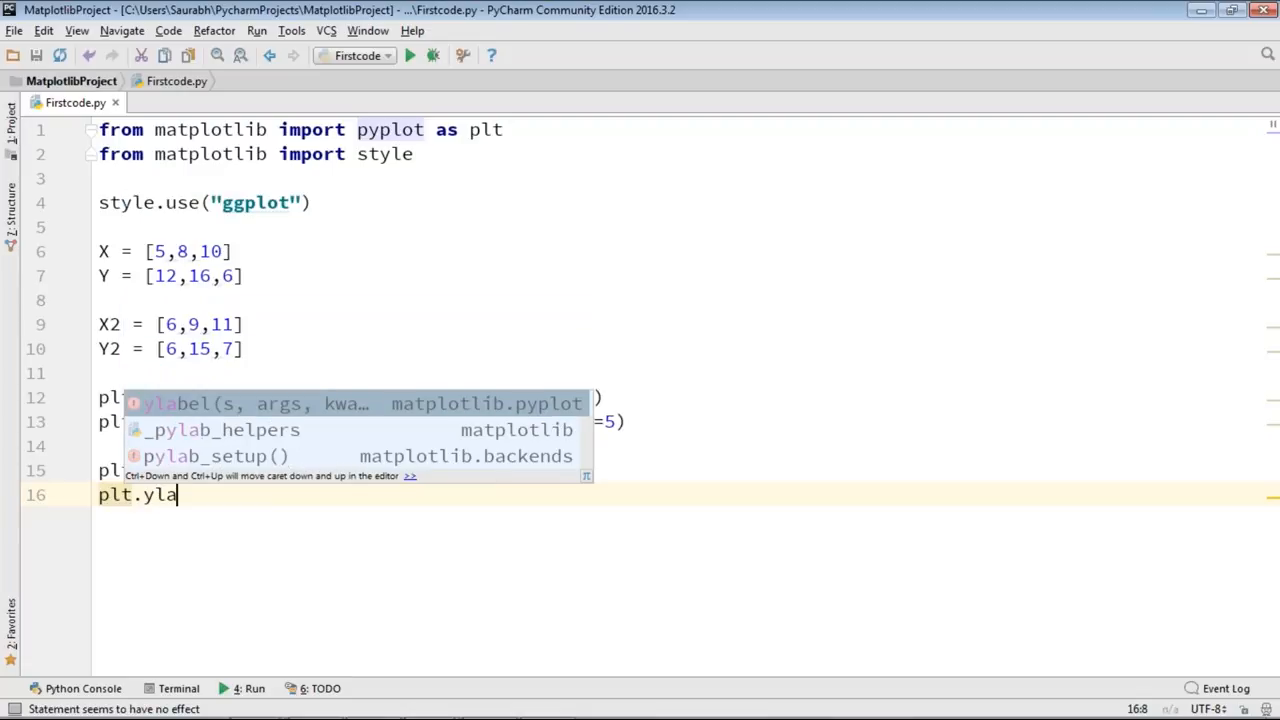 MatplotlibProject - [C:\Users\Saurabh\PycharmProjects\MatplotlibProject] - ...\Firstcode.py - PyCharm Community Edition 2016.3.2
File Edit View Navigate Code Refactor Run Tools VCS Window Help
Firstcode
MatplotlibProject Firstcode.py
Firstcode.py
1: Project
Z: Structure
2: Favorites
1 from matplotlib import pyplot as plt
2 from matplotlib import style
3
4 style.use("ggplot")
5
6 X = [5,8,10]
7 Y = [12,16,6]
8
9 X2 = [6,9,11]
10 Y2 = [6,15,7]
11
12 plt )
13 plt =5)
14
15 plt
16 plt.yla
ylabel(s, args, kwa… matplotlib.pyplot
_pylab_helpers matplotlib
pylab_setup() matplotlib.backends
Ctrl+Down and Ctrl+Up will move caret down and up in the editor >> π
Python Console Terminal 4: Run 6: TODO Event Log
Statement seems to have no effect 16:8 n/a UTF-8